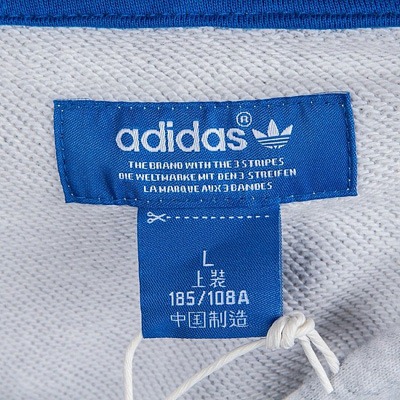 adidas®
THE BRAND WITH THE 3 STRIPES
DIE WELTMARKE MIT DEN 3 STREIFEN
LA MARQUE AUX 3 BANDES
L
上装
185/108A
中国制造